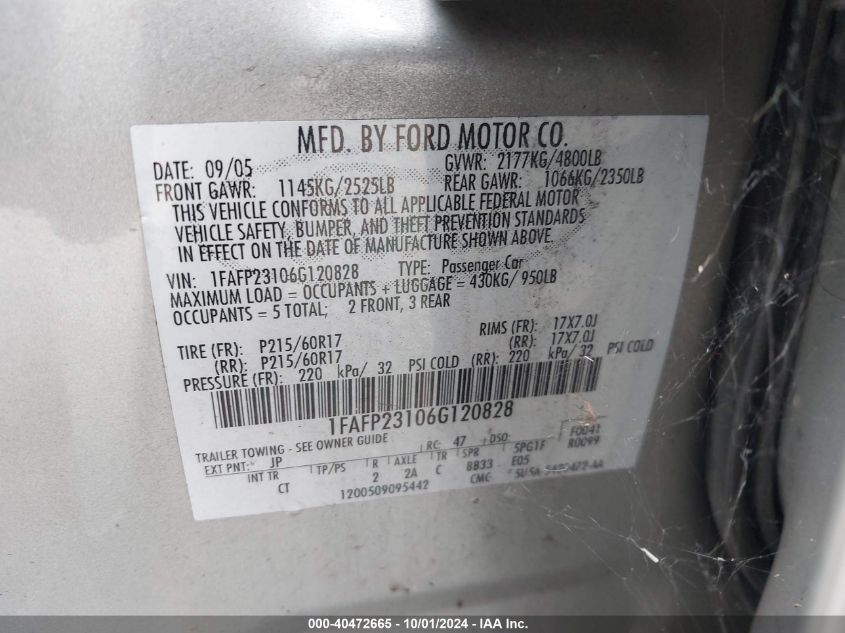 MFD. BY FORD MOTOR CO.
DATE: 09/05 GVWR: 2177KG/4800LB
FRONT GAWR: 1145KG/2525LB REAR GAWR: 1066KG/2350LB
THIS VEHICLE CONFORMS TO ALL APPLICABLE FEDERAL MOTOR
VEHICLE SAFETY, BUMPER, AND THEFT PREVENTION STANDARDS
IN EFFECT ON THE DATE OF MANUFACTURE SHOWN ABOVE.
VIN: 1FAFP23106G120828 TYPE: Passenger Car
MAXIMUM LOAD = OCCUPANTS + LUGGAGE = 430KG/ 950LB
OCCUPANTS = 5 TOTAL; 2 FRONT, 3 REAR
TIRE (FR): P215/60R17 RIMS (FR): 17X7.0J
(RR): P215/60R17 (RR): 17X7.0J
PRESSURE (FR): 220 kPa/ 32 PSI COLD (RR): 220 kPa/ 32 PSI COLD
1FAFP23106G120828
TRAILER TOWING - SEE OWNER GUIDE RC: 47 DSO: F0041
EXT PNT: JP TP/PS R AXLE TR SPR 5PG1F R0099
INT TR 2 2A C BB33 E05
CT 1200509095442 CMC
000-40472665 - 10/01/2024 - IAA Inc.